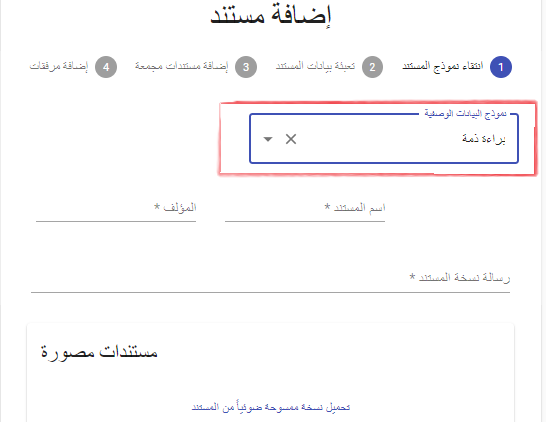 إضافة مستند
1 انتقاء نموذج المستند 2 تعبئة بيانات المستند 3 إضافة مستندات مجمعة 4 إضافة مرفقات
نموذج البيانات الوصفية
براءة ذمة
اسم المستند * المؤلف *
رسالة نسخة المستند *
مستندات مصورة
تحميل نسخة ممسوحة ضوئياً من المستند